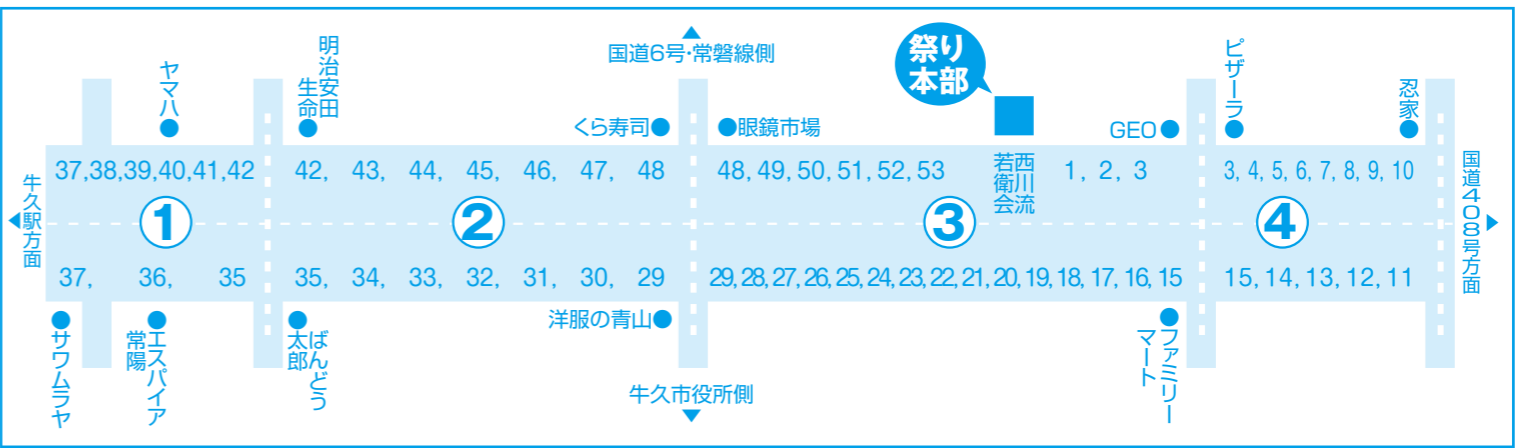 国道6号・常磐線側
祭り
本部
ヤマハ
明治安田
生命
くら寿司
眼鏡市場
GEO
ピザーラ
忍家
37,38,39,40,41,42
42, 43, 44, 45, 46, 47, 48
48, 49, 50, 51, 52, 53
西川流
若衛会
1, 2, 3
3, 4, 5, 6, 7, 8, 9, 10
牛久駅方面
①
②
③
④
国道408号方面
37, 36, 35
35, 34, 33, 32, 31, 30, 29
29, 28, 27, 26, 25, 24, 23, 22, 21, 20, 19, 18, 17, 16, 15
15, 14, 13, 12, 11
サワムラヤ
エスパイア
常陽
ばんどう
太郎
洋服の青山
ファミリー
マート
牛久市役所側